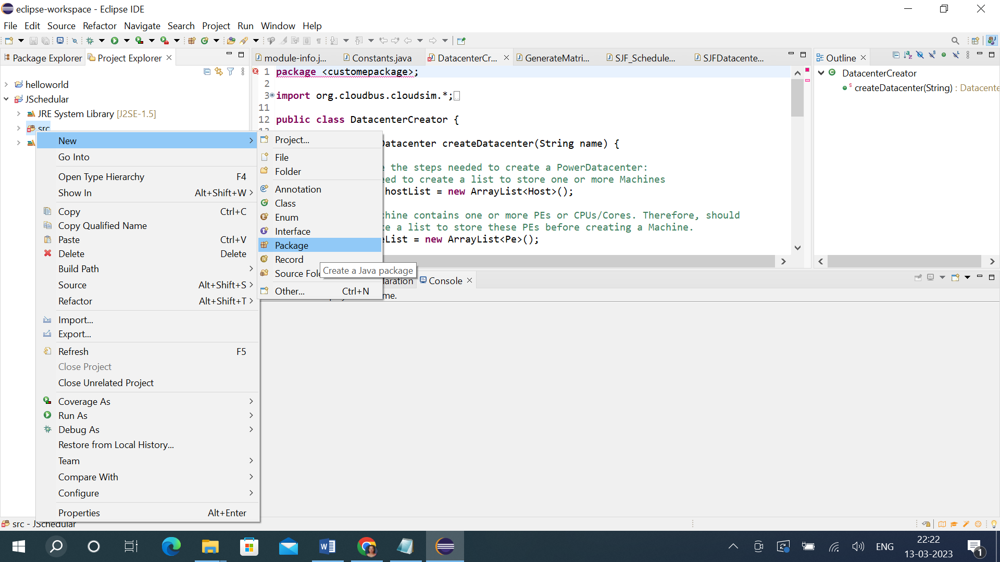 eclipse-workspace - Eclipse IDE
File Edit Source Refactor Navigate Search Project Run Window Help
Package Explorer Project Explorer
helloworld
JSchedular
JRE System Library [J2SE-1.5]
src
module-info.j... Constants.java DatacenterCr... GenerateMatri... SJF_Schedule... SJFDatacente...
1 package <customepackage>;
2
3 import org.cloudbus.cloudsim.*;
11
12 public class DatacenterCreator {
Datacenter createDatacenter(String name) {
the steps needed to create a PowerDatacenter:
to create a list to store one or more Machines
hostList = new ArrayList<Host>();
contains one or more PEs or CPUs/Cores. Therefore, should
a list to store these PEs before creating a Machine.
= new ArrayList<Pe>();
Outline
DatacenterCreator
createDatacenter(String) : Datacente
New
Go Into
Open Type Hierarchy F4
Show In Alt+Shift+W
Copy Ctrl+C
Copy Qualified Name
Paste Ctrl+V
Delete Delete
Build Path
Source Alt+Shift+S
Refactor Alt+Shift+T
Import...
Export...
Refresh F5
Close Project
Close Unrelated Project
Coverage As
Run As
Debug As
Restore from Local History...
Team
Compare With
Configure
Properties Alt+Enter
Project...
File
Folder
Annotation
Class
Enum
Interface
Package
Record
Source Fol
Other... Ctrl+N
Create a Java package
laration Console
me.
src - JSchedular
ENG
22:22
13-03-2023
1